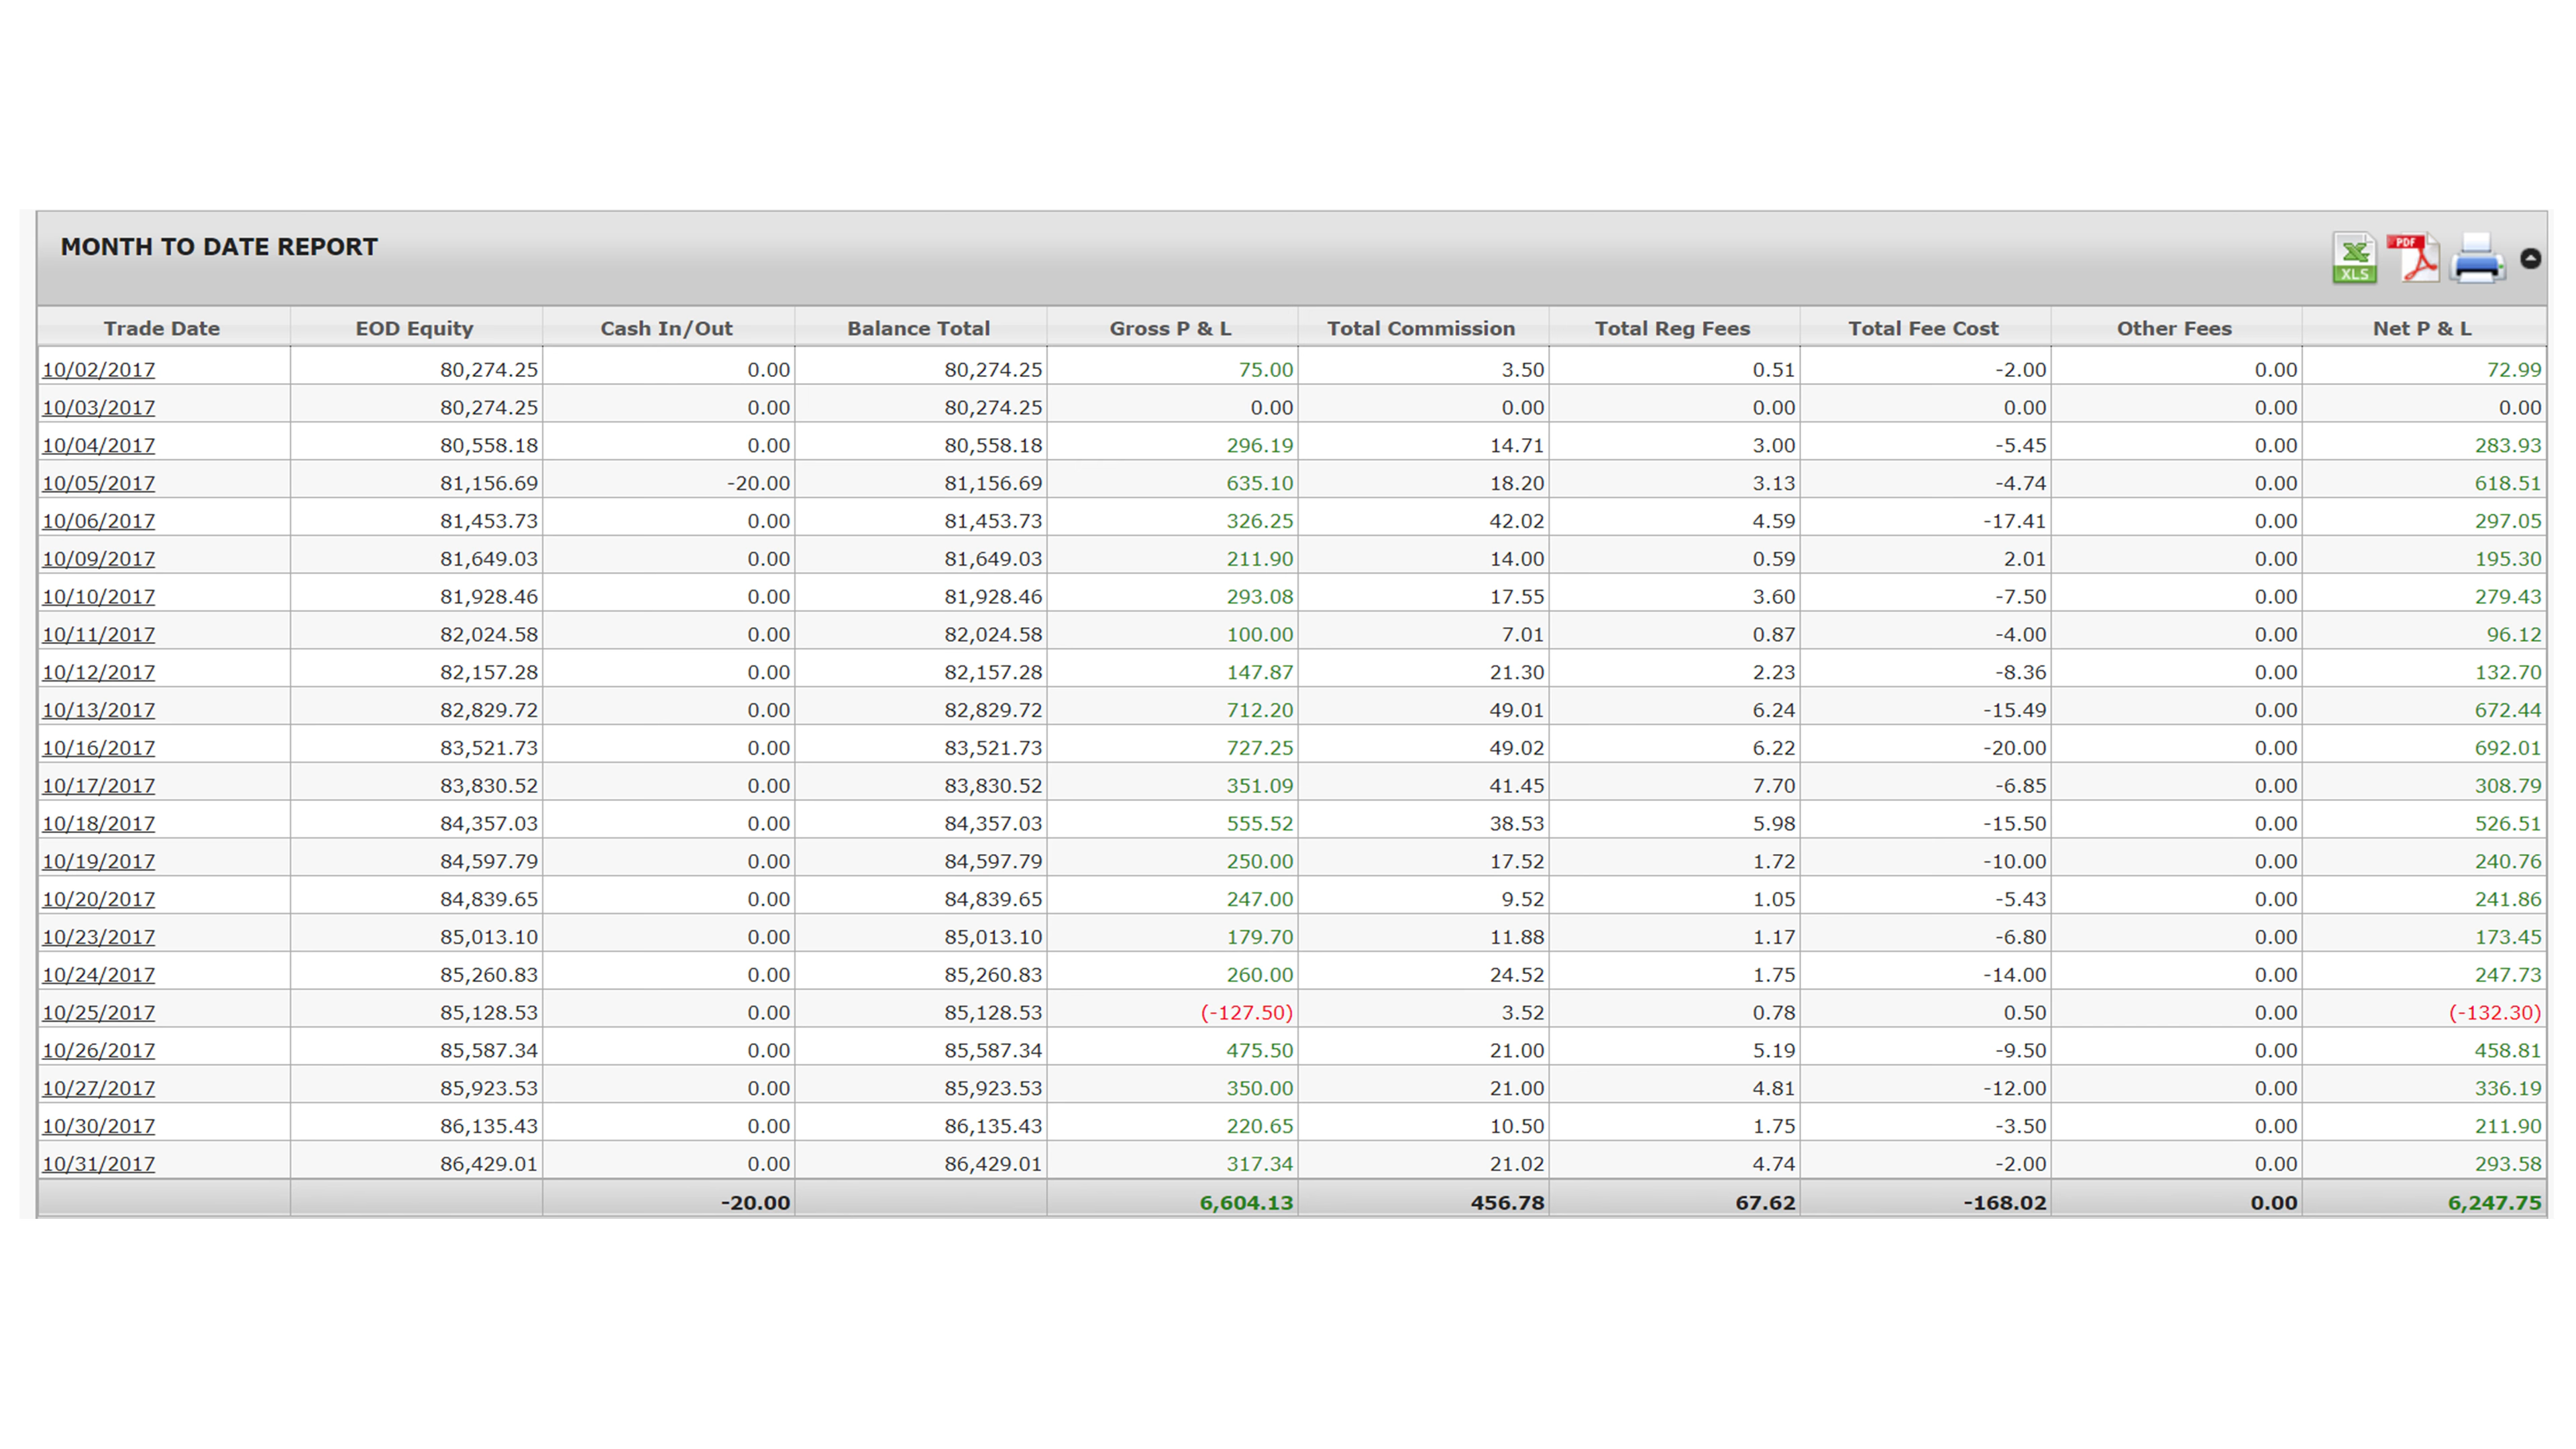 MONTH TO DATE REPORT
XLS PDF
Trade Date EOD Equity Cash In/Out Balance Total Gross P & L Total Commission Total Reg Fees Total Fee Cost Other Fees Net P & L
10/02/2017 80,274.25 0.00 80,274.25 75.00 3.50 0.51 -2.00 0.00 72.99
10/03/2017 80,274.25 0.00 80,274.25 0.00 0.00 0.00 0.00 0.00 0.00
10/04/2017 80,558.18 0.00 80,558.18 296.19 14.71 3.00 -5.45 0.00 283.93
10/05/2017 81,156.69 -20.00 81,156.69 635.10 18.20 3.13 -4.74 0.00 618.51
10/06/2017 81,453.73 0.00 81,453.73 326.25 42.02 4.59 -17.41 0.00 297.05
10/09/2017 81,649.03 0.00 81,649.03 211.90 14.00 0.59 2.01 0.00 195.30
10/10/2017 81,928.46 0.00 81,928.46 293.08 17.55 3.60 -7.50 0.00 279.43
10/11/2017 82,024.58 0.00 82,024.58 100.00 7.01 0.87 -4.00 0.00 96.12
10/12/2017 82,157.28 0.00 82,157.28 147.87 21.30 2.23 -8.36 0.00 132.70
10/13/2017 82,829.72 0.00 82,829.72 712.20 49.01 6.24 -15.49 0.00 672.44
10/16/2017 83,521.73 0.00 83,521.73 727.25 49.02 6.22 -20.00 0.00 692.01
10/17/2017 83,830.52 0.00 83,830.52 351.09 41.45 7.70 -6.85 0.00 308.79
10/18/2017 84,357.03 0.00 84,357.03 555.52 38.53 5.98 -15.50 0.00 526.51
10/19/2017 84,597.79 0.00 84,597.79 250.00 17.52 1.72 -10.00 0.00 240.76
10/20/2017 84,839.65 0.00 84,839.65 247.00 9.52 1.05 -5.43 0.00 241.86
10/23/2017 85,013.10 0.00 85,013.10 179.70 11.88 1.17 -6.80 0.00 173.45
10/24/2017 85,260.83 0.00 85,260.83 260.00 24.52 1.75 -14.00 0.00 247.73
10/25/2017 85,128.53 0.00 85,128.53 (-127.50) 3.52 0.78 0.50 0.00 (-132.30)
10/26/2017 85,587.34 0.00 85,587.34 475.50 21.00 5.19 -9.50 0.00 458.81
10/27/2017 85,923.53 0.00 85,923.53 350.00 21.00 4.81 -12.00 0.00 336.19
10/30/2017 86,135.43 0.00 86,135.43 220.65 10.50 1.75 -3.50 0.00 211.90
10/31/2017 86,429.01 0.00 86,429.01 317.34 21.02 4.74 -2.00 0.00 293.58
-20.00 6,604.13 456.78 67.62 -168.02 0.00 6,247.75